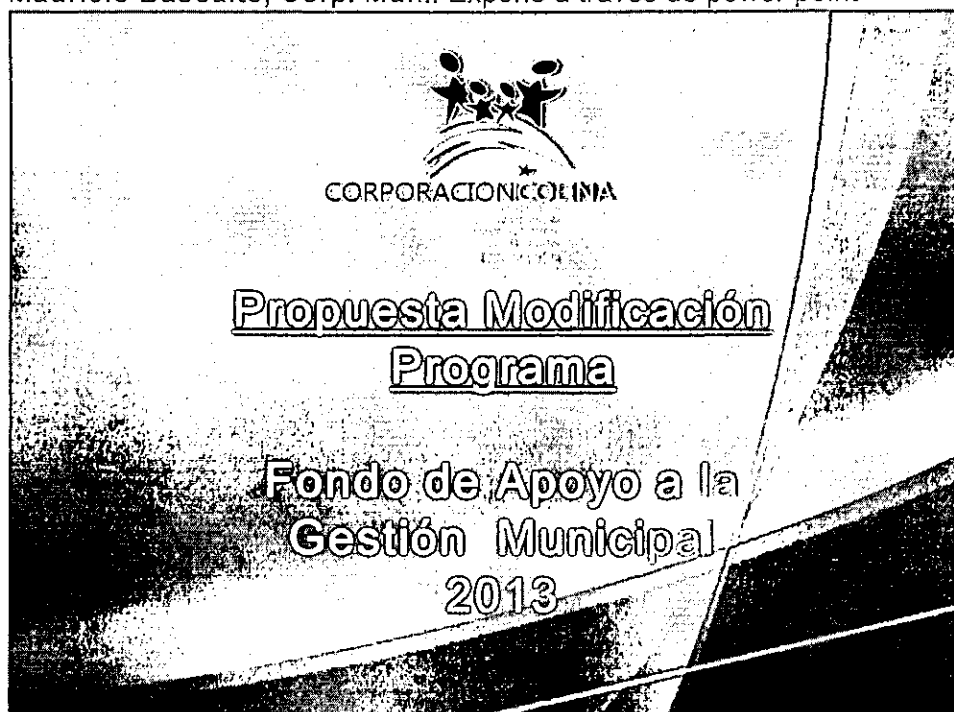 CORPORACION COLINA
Propuesta Modificación
Programa
Fondo de Apoyo a la
Gestión Municipal
2013